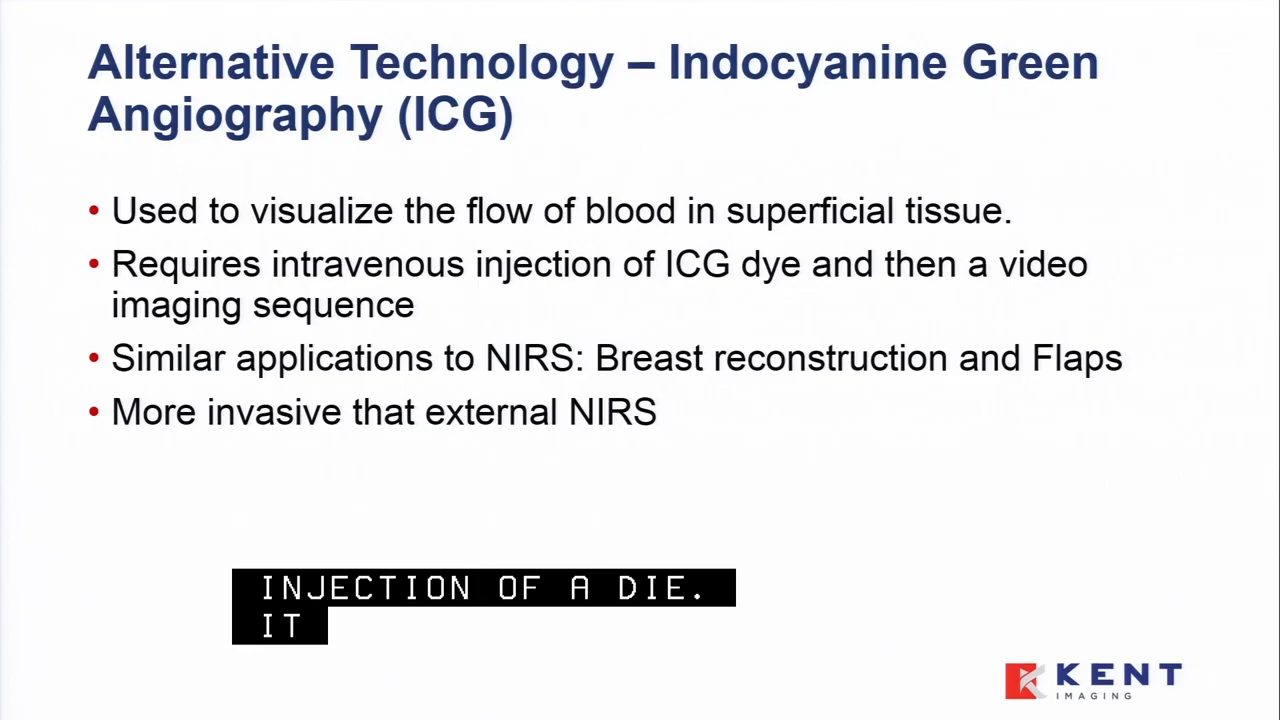 Alternative Technology – Indocyanine Green
Angiography (ICG)
• Used to visualize the flow of blood in superficial tissue.
• Requires intravenous injection of ICG dye and then a video
imaging sequence
• Similar applications to NIRS: Breast reconstruction and Flaps
• More invasive that external NIRS
INJECTION OF A DIE.
IT
KENT
IMAGING